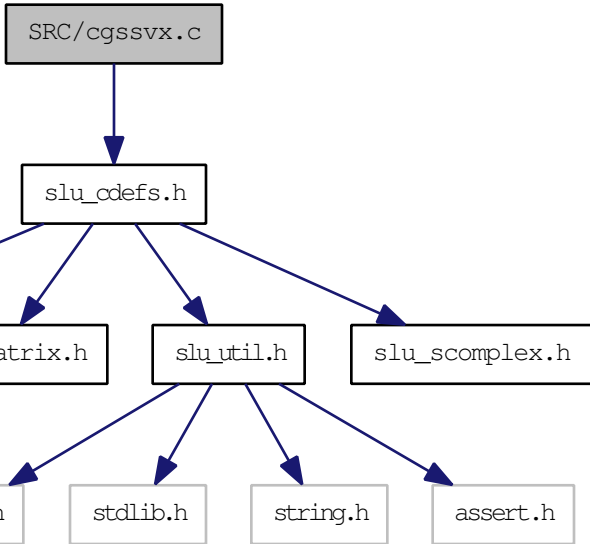 SRC/cgssvx.c
slu_cdefs.h
atrix.h
slu_util.h
slu_scomplex.h
h
stdlib.h
string.h
assert.h